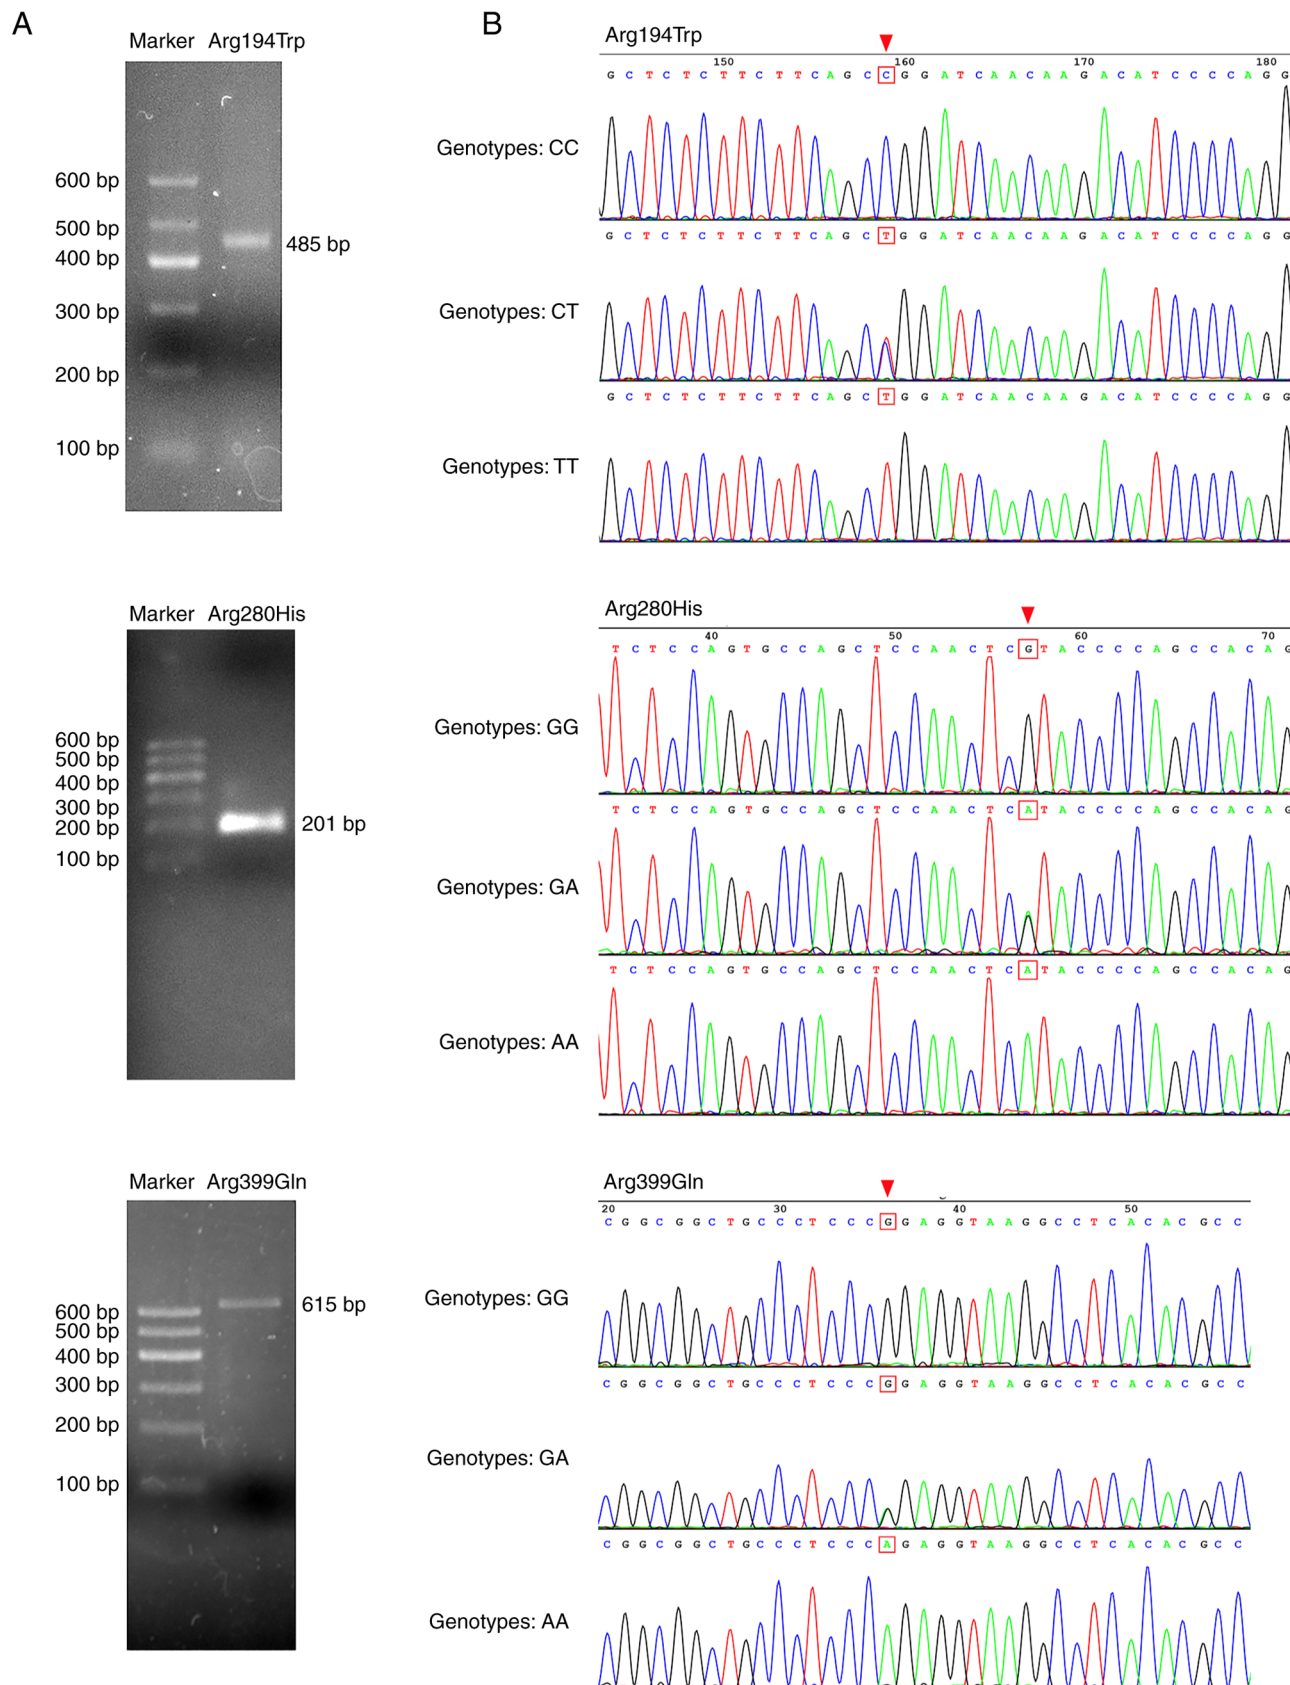 A
Marker Arg194Trp
600 bp
500 bp
485 bp
400 bp
300 bp
200 bp
100 bp
B
Arg194Trp
150 160 170 180
G C T C T C T T C T T C A G C C G G A T C A A C A A G A C A T C C C C A G G
Genotypes: CC
G C T C T C T T C T T C A G C T G G A T C A A C A A G A C A T C C C C A G G
Genotypes: CT
G C T C T C T T C T T C A G C T G G A T C A A C A A G A C A T C C C C A G G
Genotypes: TT
Marker Arg280His
600 bp
500 bp
400 bp
300 bp
200 bp
201 bp
100 bp
Arg280His
40 50 60 70
T C T C C A G T G C C A G C T C C A A C T C G T A C C C C A G C C A C A G
Genotypes: GG
T C T C C A G T G C C A G C T C C A A C T C A T A C C C C A G C C A C A G
Genotypes: GA
T C T C C A G T G C C A G C T C C A A C T C A T A C C C C A G C C A C A G
Genotypes: AA
Marker Arg399Gln
615 bp
600 bp
500 bp
400 bp
300 bp
200 bp
100 bp
Arg399Gln
20 30 40 50
C G G C G G C T G C C C T C C C G G A G G T A A G G C C T C A C A C G C C
Genotypes: GG
C G G C G G C T G C C C T C C C G G A G G T A A G G C C T C A C A C G C C
Genotypes: GA
C G G C G G C T G C C C T C C C A G A G G T A A G G C C T C A C A C G C C
Genotypes: AA